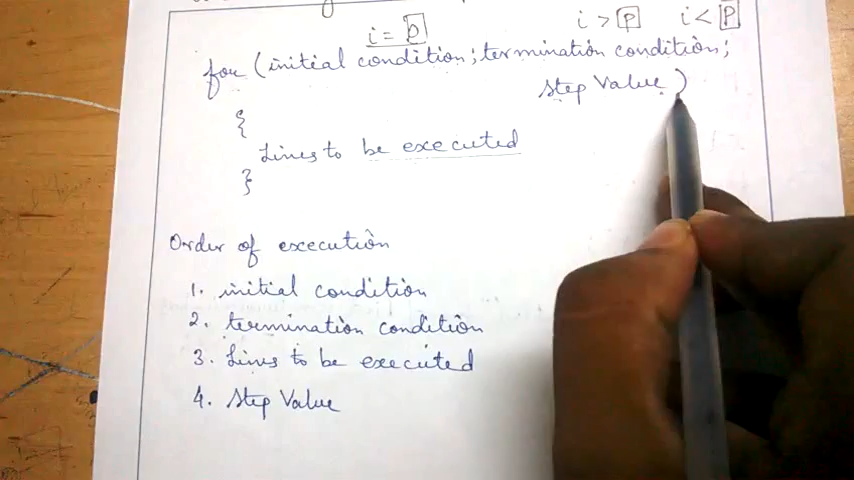 i = p i > p i < p
for (initial condition; termination condition;
step value)
{
Lines to be executed
}
Order of execution
1. initial condition
2. termination condition
3. Lines to be executed
4. Step Value